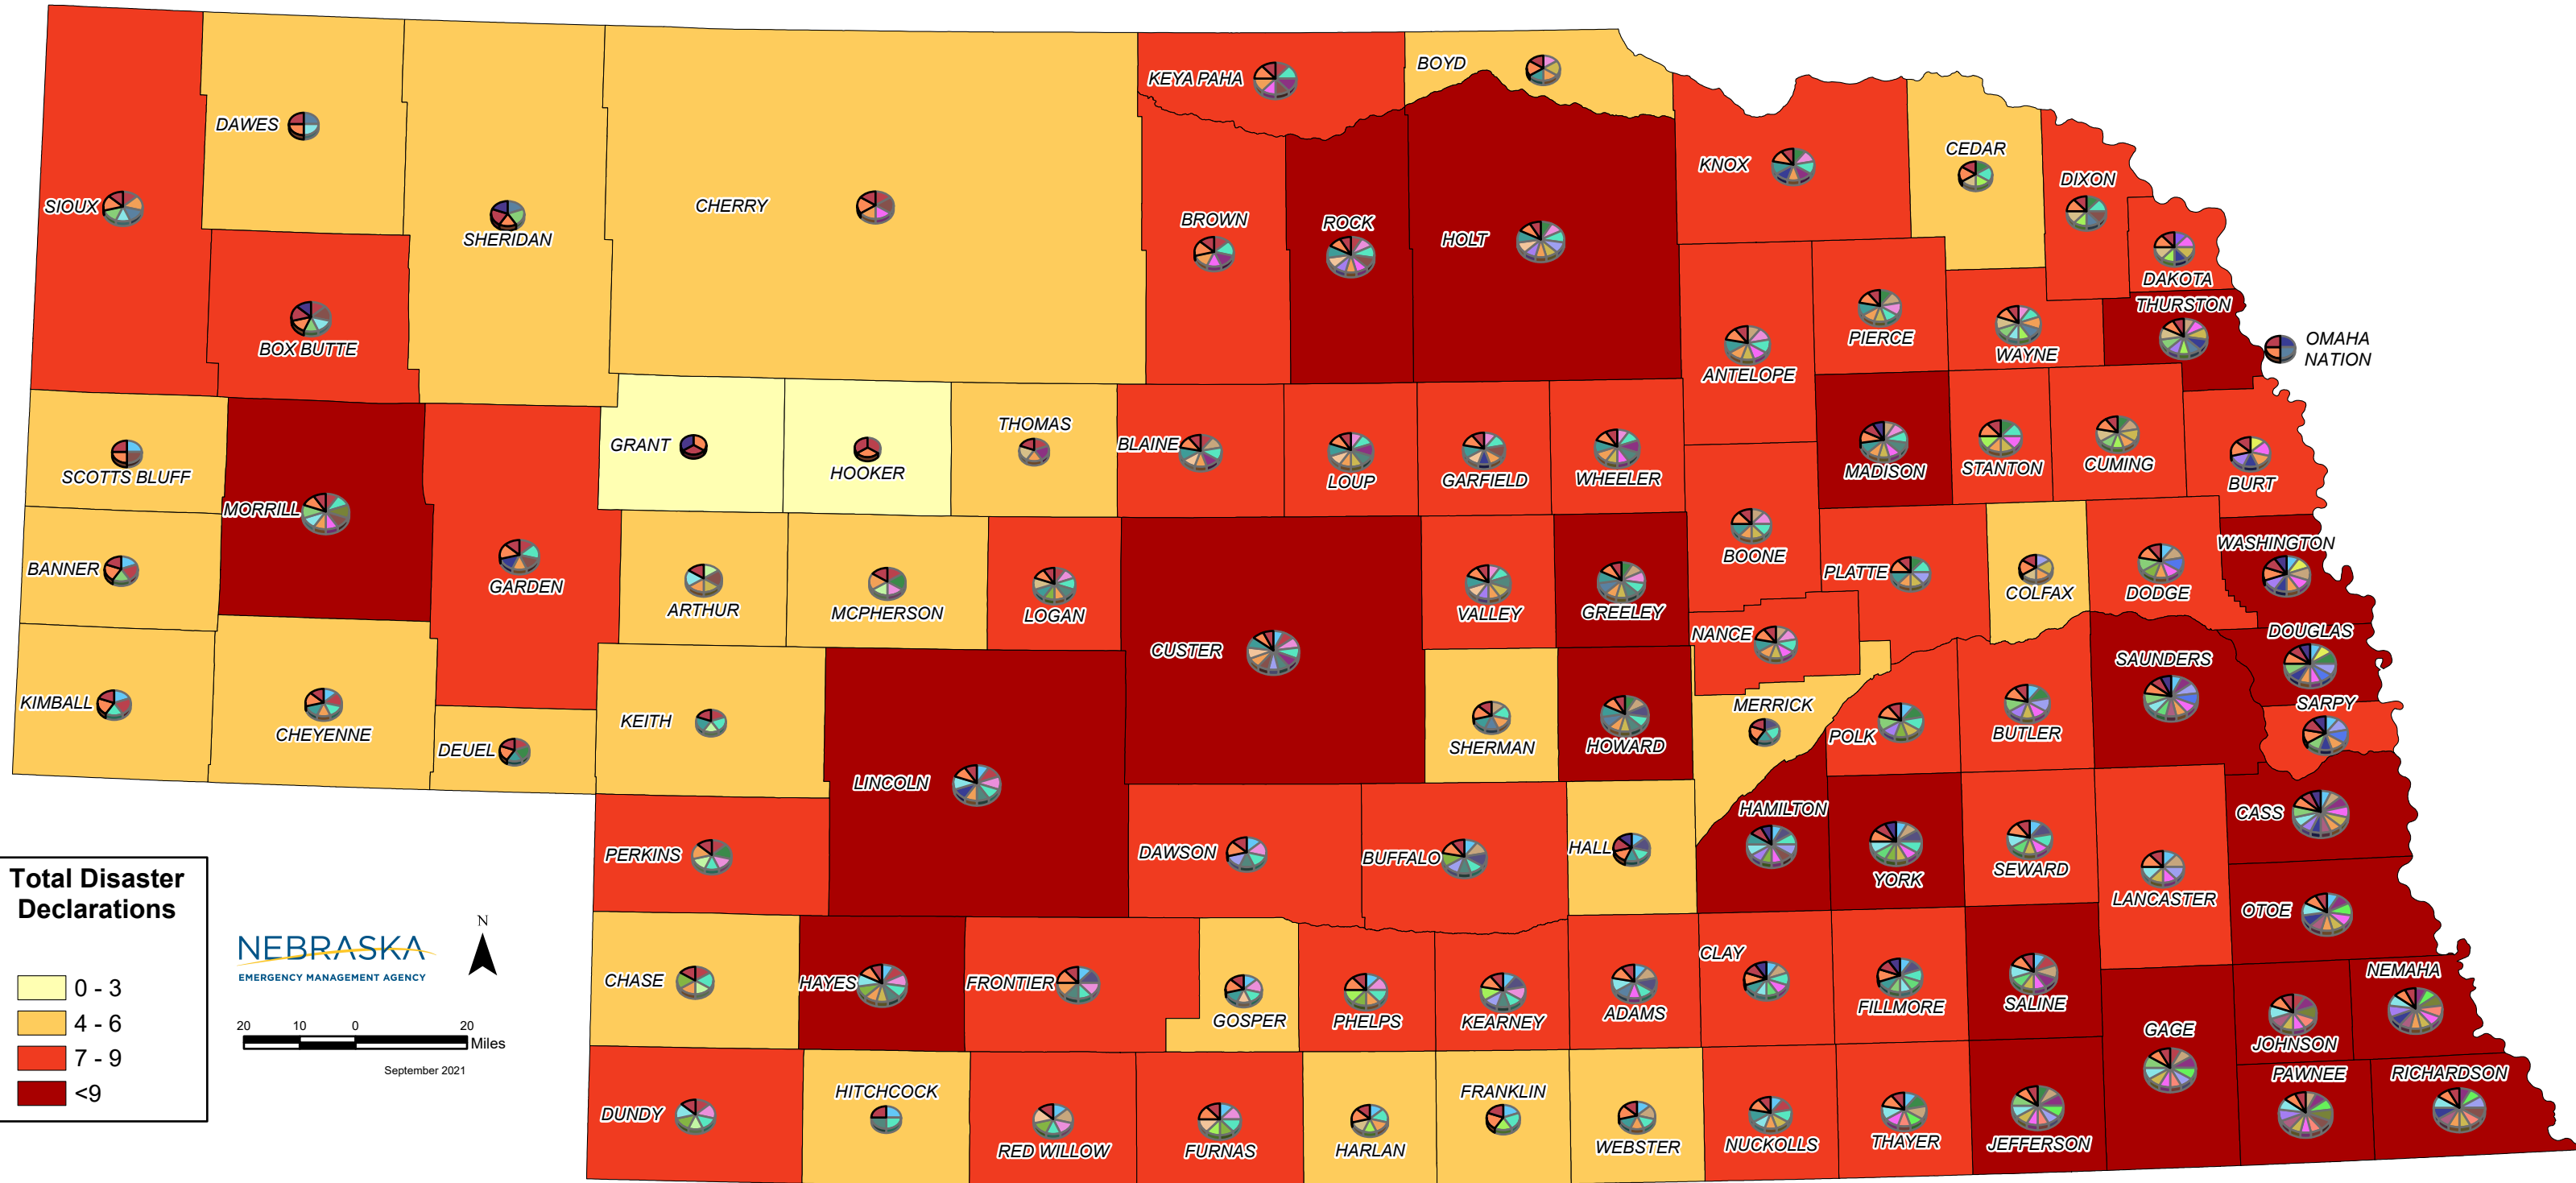 KEYA PAHA
BOYD
DAWES
SIOUX
SHERIDAN
CHERRY
BROWN
ROCK
HOLT
KNOX
CEDAR
DIXON
DAKOTA
THURSTON
OMAHA
NATION
BOX BUTTE
ANTELOPE
PIERCE
WAYNE
SCOTTS BLUFF
MORRILL
GRANT
HOOKER
THOMAS
BLAINE
LOUP
GARFIELD
WHEELER
MADISON
STANTON
CUMING
BURT
BANNER
GARDEN
ARTHUR
MCPHERSON
LOGAN
CUSTER
VALLEY
GREELEY
BOONE
PLATTE
COLFAX
DODGE
WASHINGTON
NANCE
DOUGLAS
SAUNDERS
SARPY
KIMBALL
CHEYENNE
DEUEL
KEITH
LINCOLN
SHERMAN
HOWARD
MERRICK
POLK
BUTLER
PERKINS
DAWSON
BUFFALO
HALL
HAMILTON
YORK
SEWARD
LANCASTER
CASS
OTOE
CHASE
HAYES
FRONTIER
GOSPER
PHELPS
KEARNEY
ADAMS
CLAY
FILLMORE
SALINE
GAGE
JOHNSON
NEMAHA
DUNDY
HITCHCOCK
RED WILLOW
FURNAS
HARLAN
FRANKLIN
WEBSTER
NUCKOLLS
THAYER
JEFFERSON
PAWNEE
RICHARDSON
Total Disaster
Declarations
0 - 3
4 - 6
7 - 9
<9
NEBRASKA
EMERGENCY MANAGEMENT AGENCY
N
20 10 0 20
Miles
September 2021